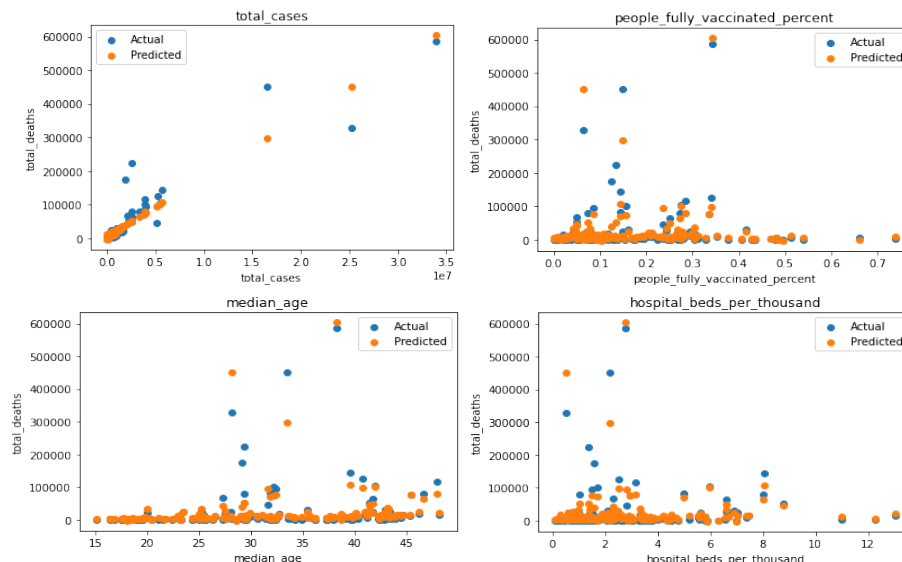 total_cases
total_deaths
600000
500000
400000
300000
200000
100000
0
Actual
Predicted
0.0 0.5 1.0 1.5 2.0 2.5 3.0 3.5
1e7
total_cases
people_fully_vaccinated_percent
total_deaths
600000
500000
400000
300000
200000
100000
0
Actual
Predicted
0.0 0.1 0.2 0.3 0.4 0.5 0.6 0.7
people_fully_vaccinated_percent
median_age
total_deaths
600000
500000
400000
300000
200000
100000
0
Actual
Predicted
15 20 25 30 35 40 45
median_age
hospital_beds_per_thousand
total_deaths
600000
500000
400000
300000
200000
100000
0
Actual
Predicted
0 2 4 6 8 10 12
hospital_beds_per_thousand